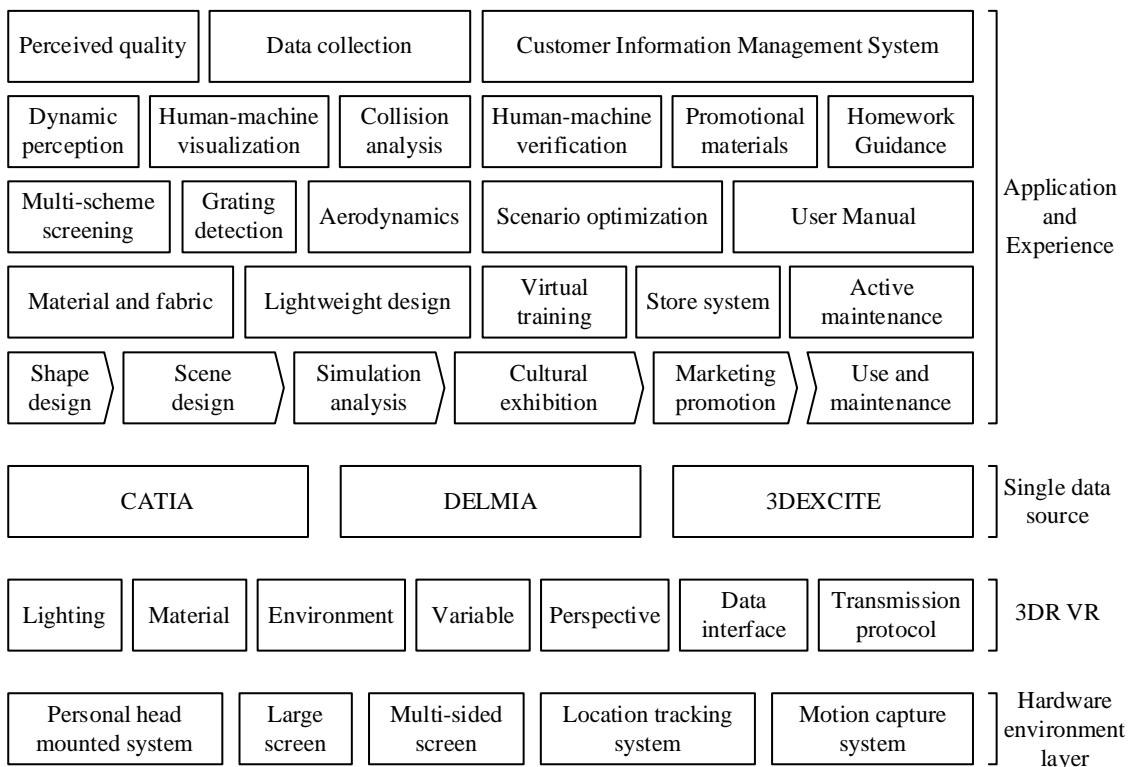 Perceived quality
Data collection
Customer Information Management System
Dynamic
perception
Human-machine
visualization
Collision
analysis
Human-machine
verification
Promotional
materials
Homework
Guidance
Multi-scheme
screening
Grating
detection
Aerodynamics
Scenario optimization
User Manual
Material and fabric
Lightweight design
Virtual
training
Store system
Active
maintenance
Shape
design
Scene
design
Simulation
analysis
Cultural
exhibition
Marketing
promotion
Use and
maintenance
Application
and
Experience
CATIA
DELMIA
3DEXCITE
Single data
source
Lighting
Material
Environment
Variable
Perspective
Data
interface
Transmission
protocol
3DR VR
Personal head
mounted system
Large
screen
Multi-sided
screen
Location tracking
system
Motion capture
system
Hardware
environment
layer